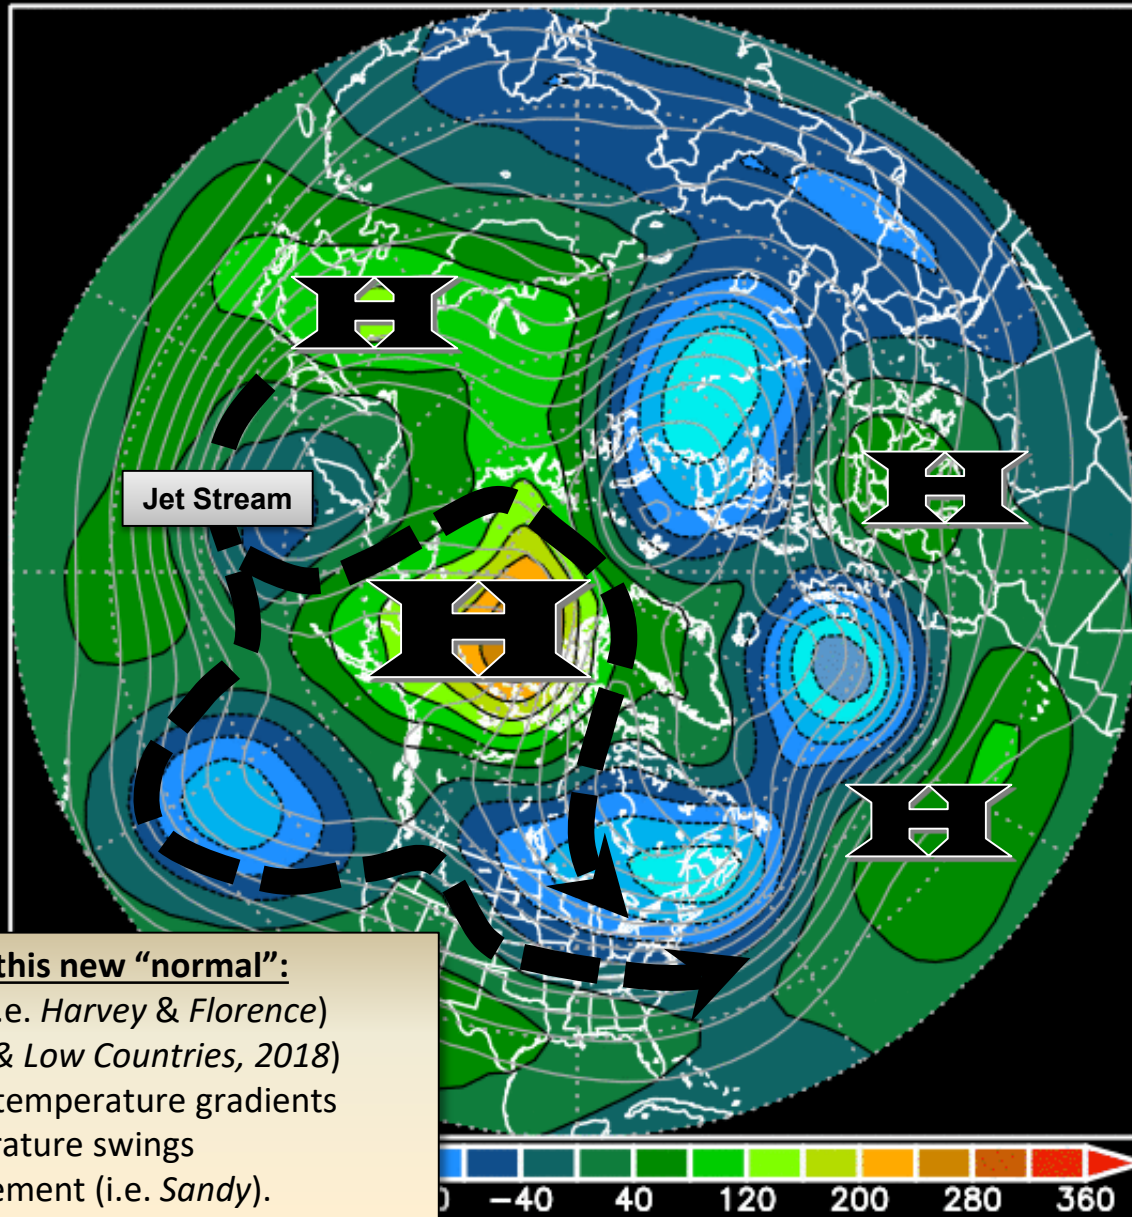 H
H
Jet Stream
H
H
this new “normal”:
.e. Harvey & Florence)
& Low Countries, 2018)
temperature gradients
rature swings
ement (i.e. Sandy).
0 −40 40 120 200 280 360